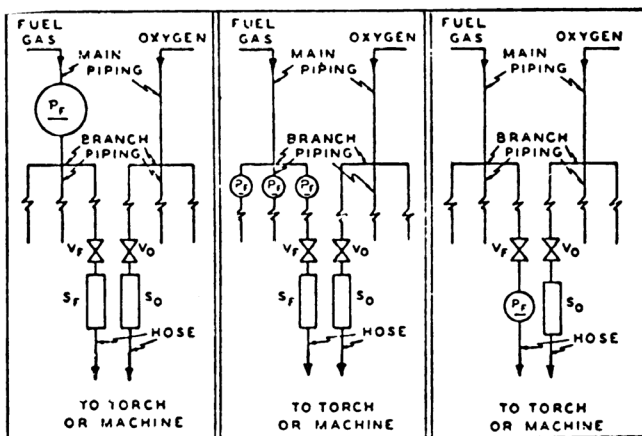 FUEL
GAS
OXYGEN
MAIN
PIPING
PF
BRANCH
PIPING
VF
VO
SF
SO
HOSE
TO TORCH
OR MACHINE
FUEL
GAS
OXYGEN
MAIN
PIPING
BRANCH
PIPING
PF
PF
PF
VF
VO
SF
SO
HOSE
TO TORCH
OR MACHINE
FUEL
GAS
OXYGEN
MAIN
PIPING
BRANCH
PIPING
VF
VO
PF
SO
HOSE
TO TORCH
OR MACHINE